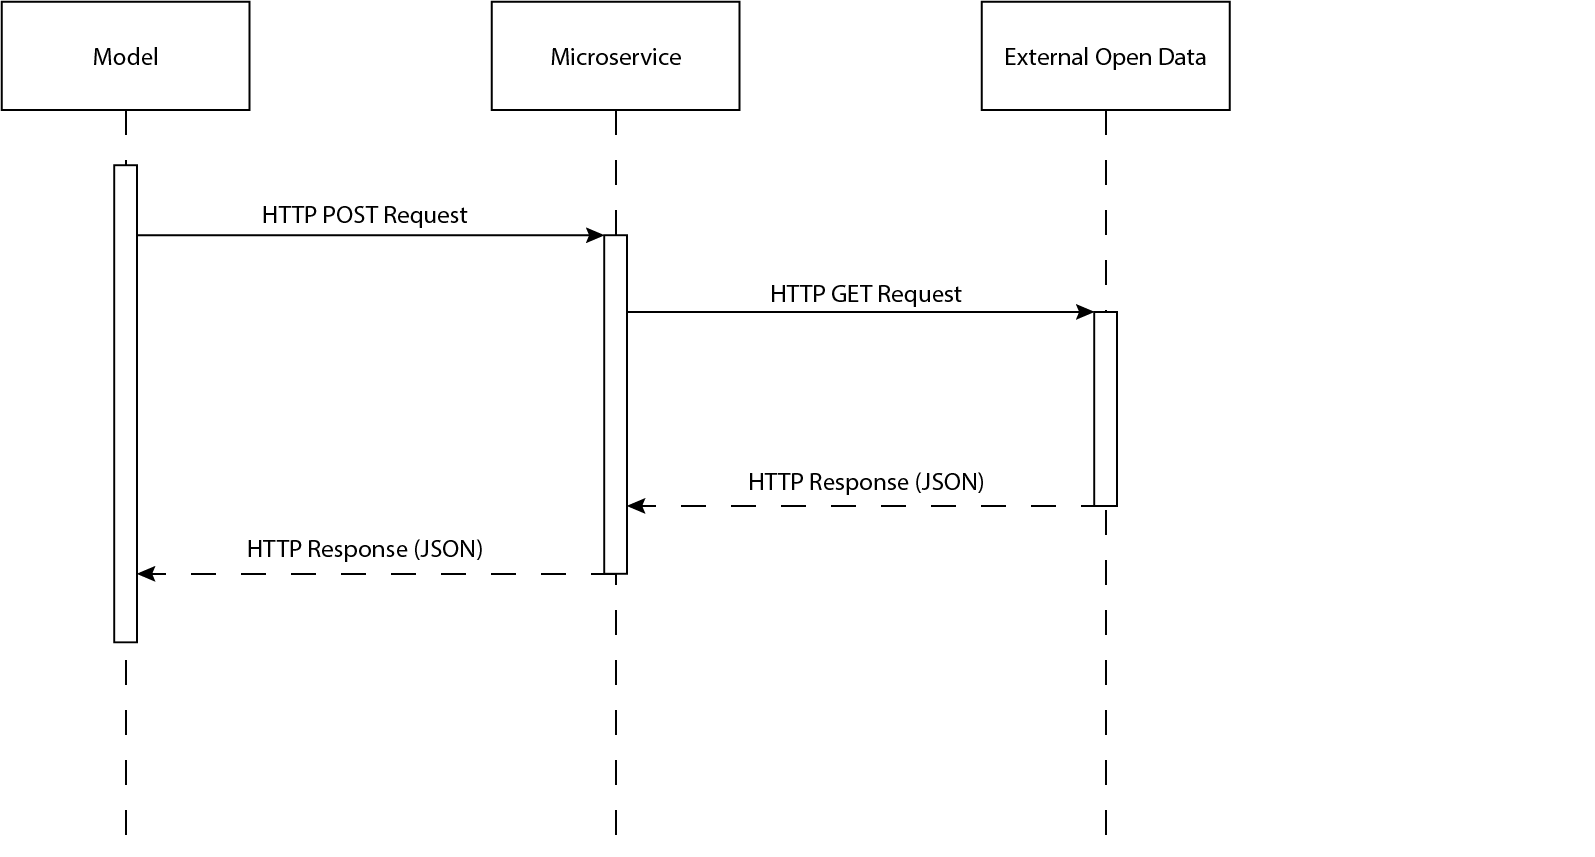 Model
Microservice
External Open Data
HTTP POST Request
HTTP GET Request
HTTP Response (JSON)
HTTP Response (JSON)